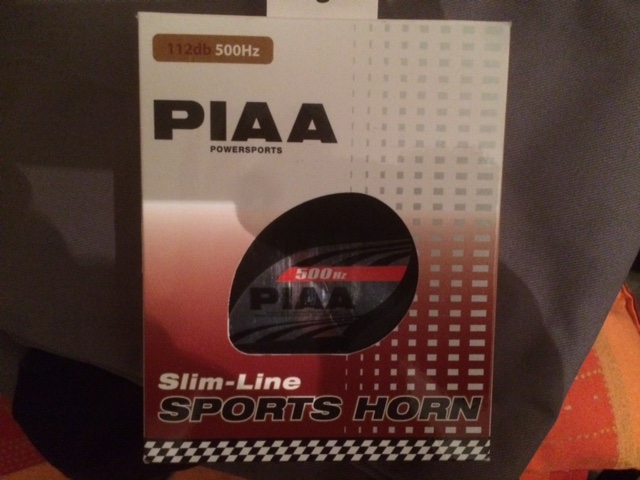 112db 500Hz
PIAA
POWERSPORTS
500Hz
PIAA
Slim-Line
SPORTS HORN